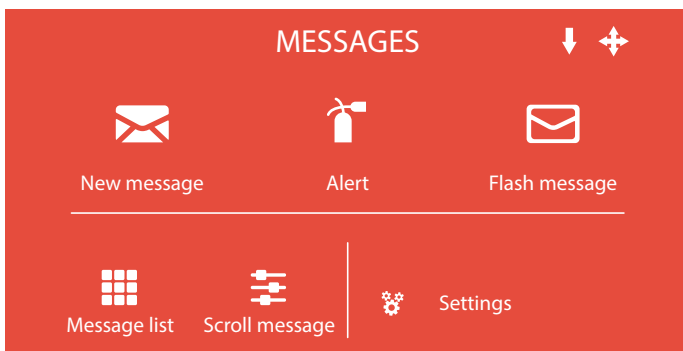 MESSAGES
New message
Alert
Flash message
Message list
Scroll message
Settings